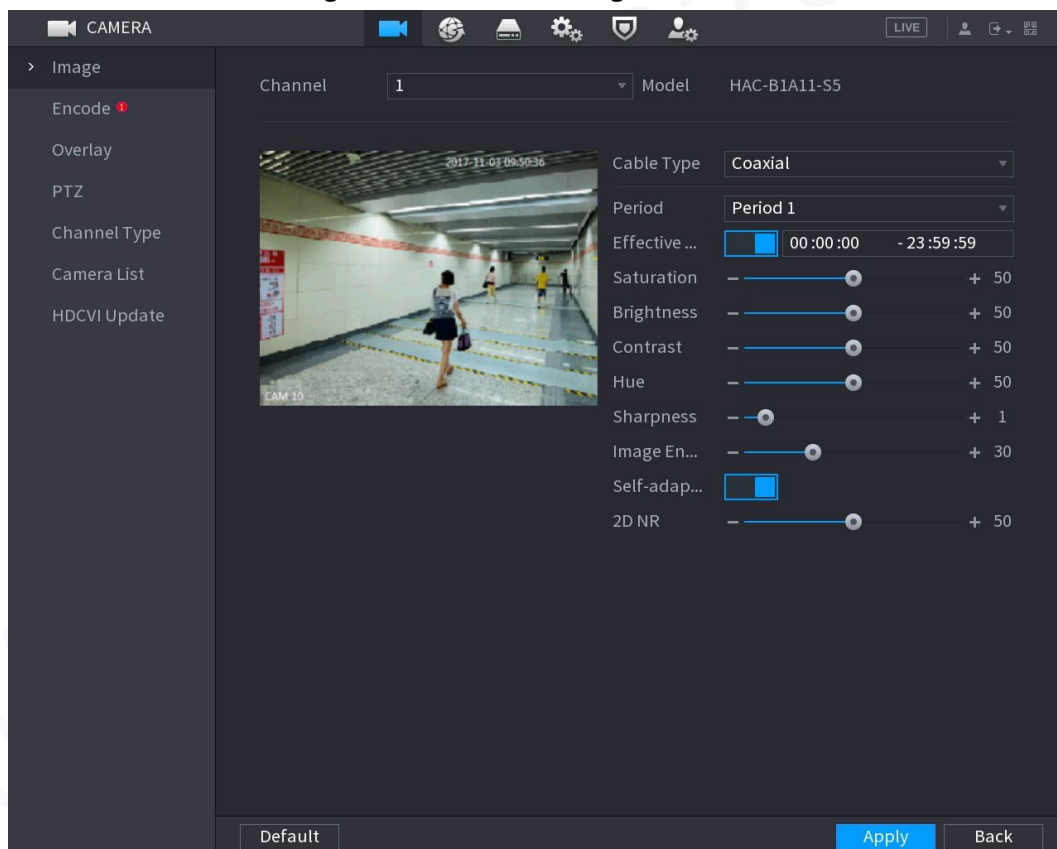 CAMERA
LIVE
Image
Encode 1
Overlay
PTZ
Channel Type
Camera List
HDCVI Update
Channel 1 Model HAC-B1A11-S5
2017-11-03 09:50:36
CAM 10
Cable Type Coaxial
Period Period 1
Effective ... 00:00:00 - 23:59:59
Saturation - + 50
Brightness - + 50
Contrast - + 50
Hue - + 50
Sharpness - + 1
Image En... - + 30
Self-adap...
2D NR - + 50
Default Apply Back